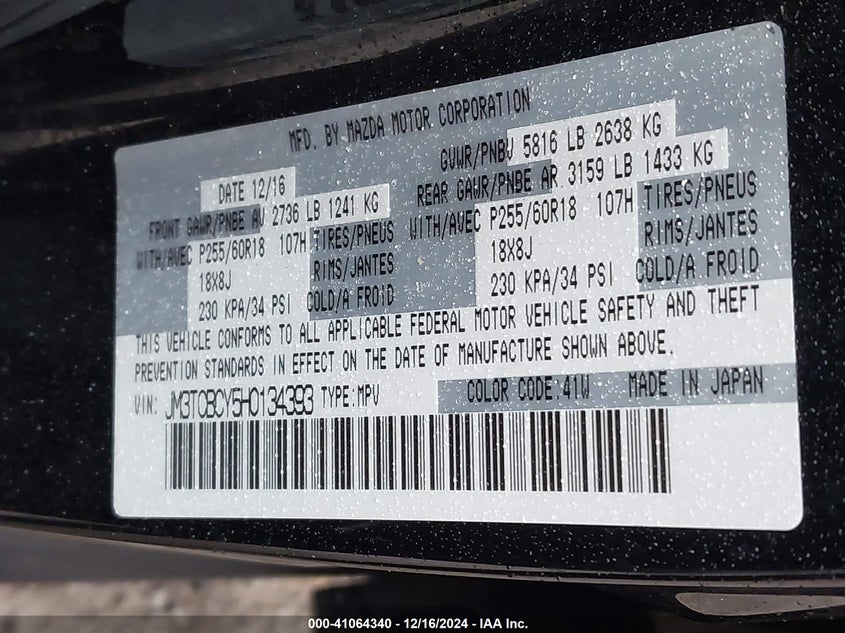 MFD. BY MAZDA MOTOR CORPORATION
DATE 12/16 GVWR/PNBV 5816 LB 2638 KG
FRONT GAWR/PNBE AV 2736 LB 1241 KG REAR GAWR/PNBE AR 3159 LB 1433 KG
WITH/AVEC P255/60R18 107H TIRES/PNEUS WITH/AVEC P255/60R18 107H TIRES/PNEUS
18X8J RIMS/JANTES 18X8J RIMS/JANTES
230 KPA/34 PSI COLD/A FROID 230 KPA/34 PSI COLD/A FROID
THIS VEHICLE CONFORMS TO ALL APPLICABLE FEDERAL MOTOR VEHICLE SAFETY AND THEFT
PREVENTION STANDARDS IN EFFECT ON THE DATE OF MANUFACTURE SHOWN ABOVE.
VIN: JM3TCBCY5H0134393 TYPE:MPV COLOR CODE:41W MADE IN JAPAN
000-41064340 - 12/16/2024 - IAA Inc.